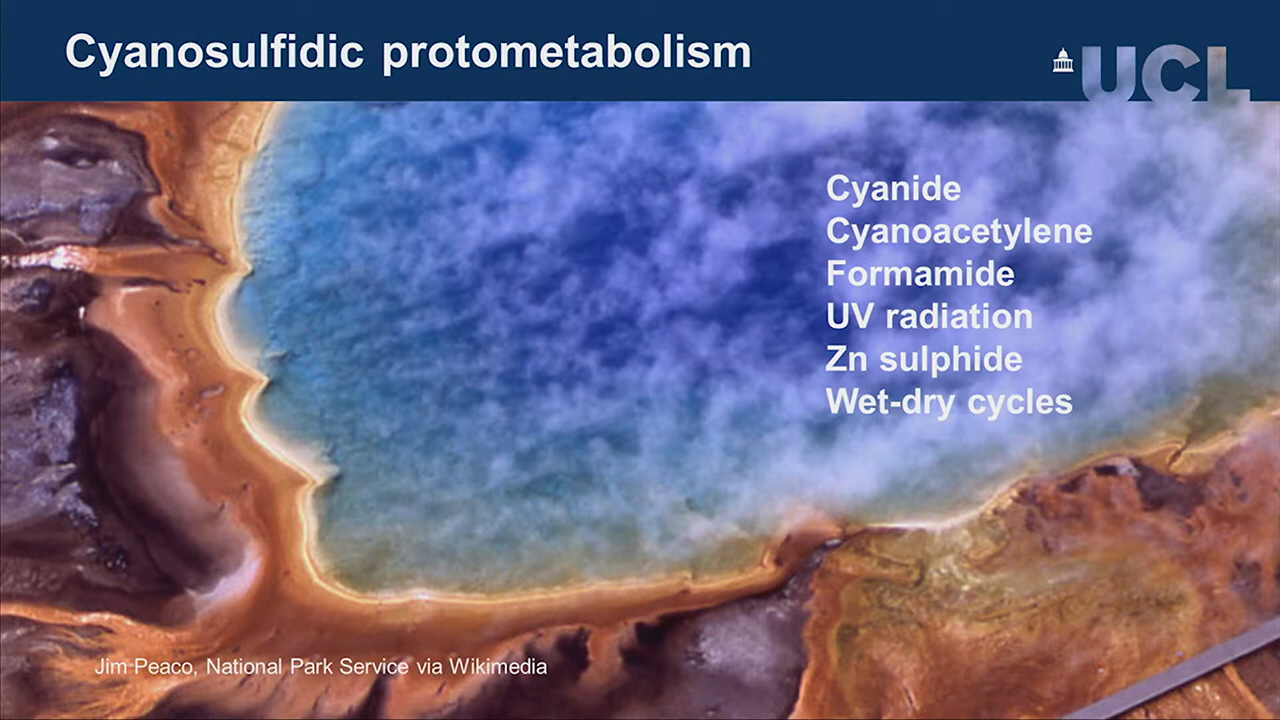 Cyanosulfidic protometabolism
UCL
Cyanide
Cyanoacetylene
Formamide
UV radiation
Zn sulphide
Wet-dry cycles
Jim Peaco, National Park Service via Wikimedia